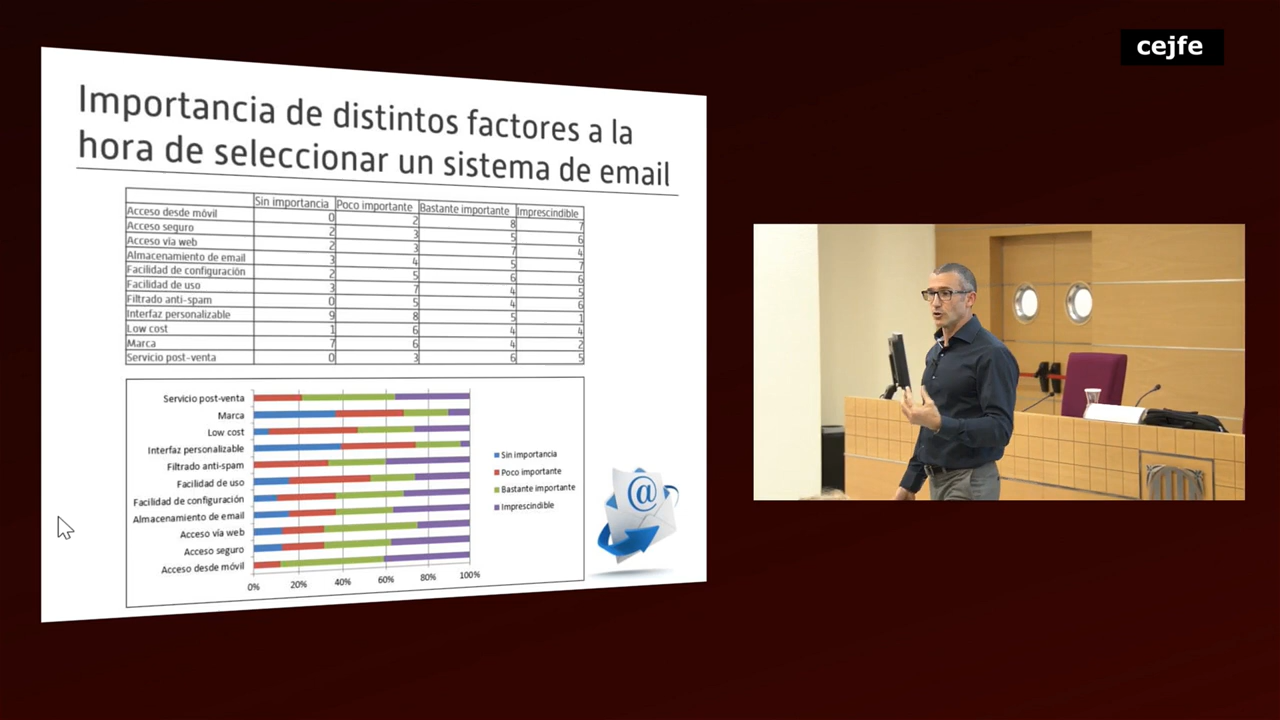 cejfe
Importancia de distintos factores a la
hora de seleccionar un sistema de email
Sin importancia Poco importante Bastante importante Imprescindible
Acceso desde móvil 0 2 8 7
Acceso seguro 2 3 5 6
Acceso vía web 2 3 7 4
Almacenamiento de email 3 4 5 7
Facilidad de configuración 2 5 6 6
Facilidad de uso 3 7 4 5
Filtrado anti-spam 0 5 4 6
Interfaz personalizable 9 8 5 1
Low cost 1 6 4 4
Marca 7 6 4 2
Servicio post-venta 0 3 6 5
Servicio post-venta
Marca
Low cost
Interfaz personalizable
Filtrado anti-spam
Facilidad de uso
Facilidad de configuración
Almacenamiento de email
Acceso vía web
Acceso seguro
Acceso desde móvil
0% 20% 40% 60% 80% 100%
Sin importancia
Poco importante
Bastante importante
Imprescindible
@